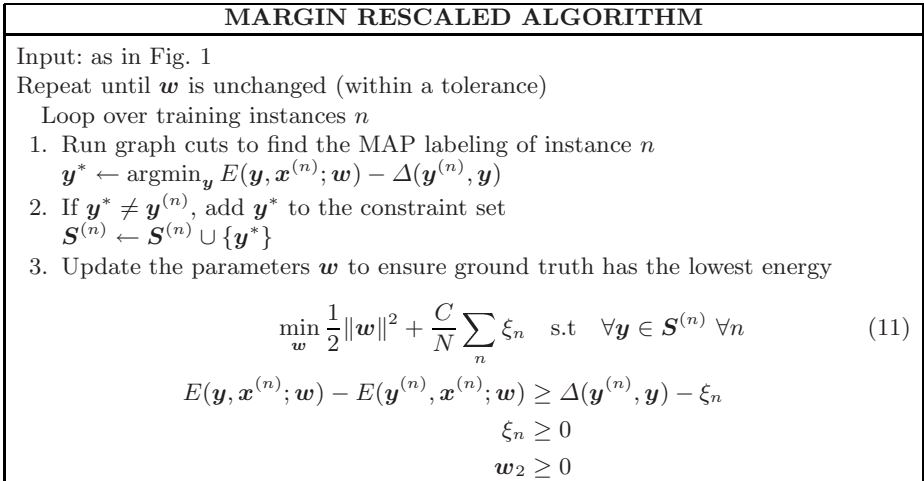 MARGIN RESCALED ALGORITHM
Input: as in Fig. 1
Repeat until w is unchanged (within a tolerance)
Loop over training instances n
1. Run graph cuts to find the MAP labeling of instance n
y* ← argmin_y E(y, x^(n); w) − Δ(y^(n), y)
2. If y* ≠ y^(n), add y* to the constraint set
S^(n) ← S^(n) ∪ {y*}
3. Update the parameters w to ensure ground truth has the lowest energy
min_w 1/2 ‖w‖² + C/N ∑_n ξ_n s.t ∀y ∈ S^(n) ∀n (11)
E(y, x^(n); w) − E(y^(n), x^(n); w) ≥ Δ(y^(n), y) − ξ_n
ξ_n ≥ 0
w_2 ≥ 0